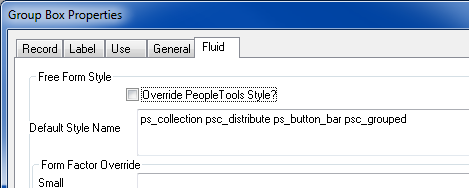 Group Box Properties
Record Label Use General Fluid
Free Form Style
Override PeopleTools Style?
Default Style Name ps_collection psc_distribute ps_button_bar psc_grouped
Form Factor Override
Small